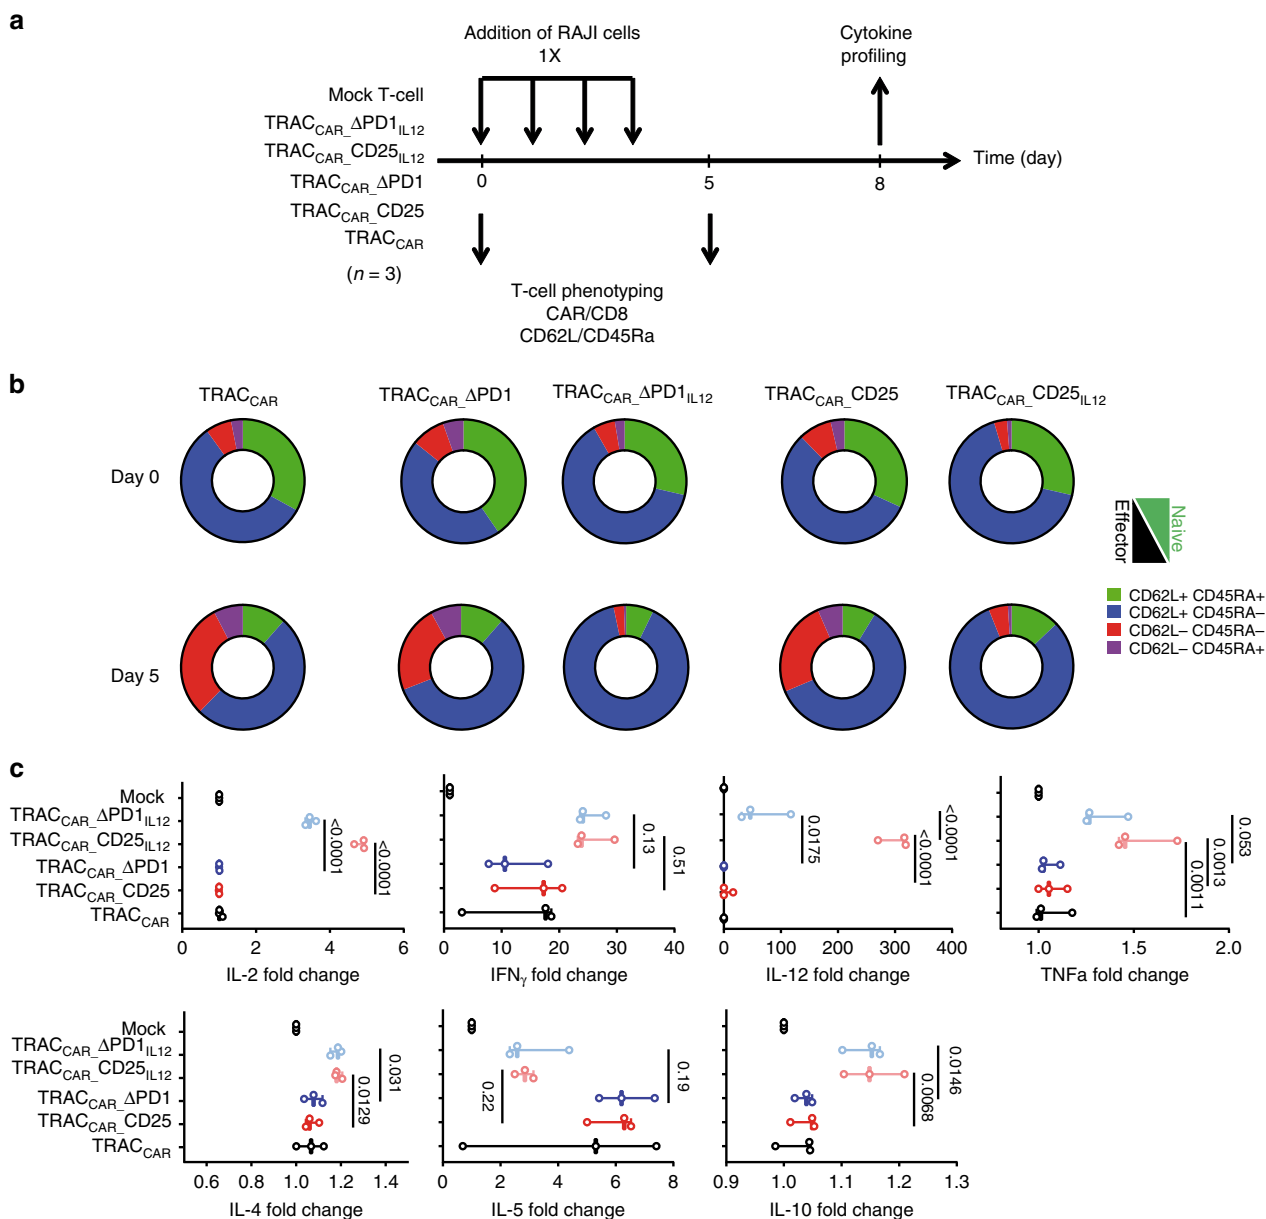 a
Addition of RAJI cells
1X
Cytokine
profiling
Mock T-cell
TRACCAR_ΔPD1IL12
TRACCAR_CD25IL12
TRACCAR_ΔPD1
TRACCAR_CD25
TRACCAR
(n = 3)
0
5
8
Time (day)
T-cell phenotyping
CAR/CD8
CD62L/CD45Ra
b
TRACCAR
TRACCAR_ΔPD1
TRACCAR_ΔPD1IL12
TRACCAR_CD25
TRACCAR_CD25IL12
Day 0
Day 5
Effector
Naive
CD62L+ CD45RA+
CD62L+ CD45RA–
CD62L– CD45RA–
CD62L– CD45RA+
c
Mock
TRACCAR_ΔPD1IL12
TRACCAR_CD25IL12
TRACCAR_ΔPD1
TRACCAR_CD25
TRACCAR
<0.0001
<0.0001
0 2 4 6
IL-2 fold change
0.13
0.51
0 10 20 30 40
IFNγ fold change
0.0175
<0.0001
<0.0001
0 100 200 300 400
IL-12 fold change
0.0011
0.0013
0.053
1.0 1.5 2.0
TNFa fold change
Mock
TRACCAR_ΔPD1IL12
TRACCAR_CD25IL12
TRACCAR_ΔPD1
TRACCAR_CD25
TRACCAR
0.0129
0.031
0.6 0.8 1.0 1.2 1.4
IL-4 fold change
0.22
0.19
0 2 4 6 8
IL-5 fold change
0.0068
0.0146
0.9 1.0 1.1 1.2 1.3
IL-10 fold change